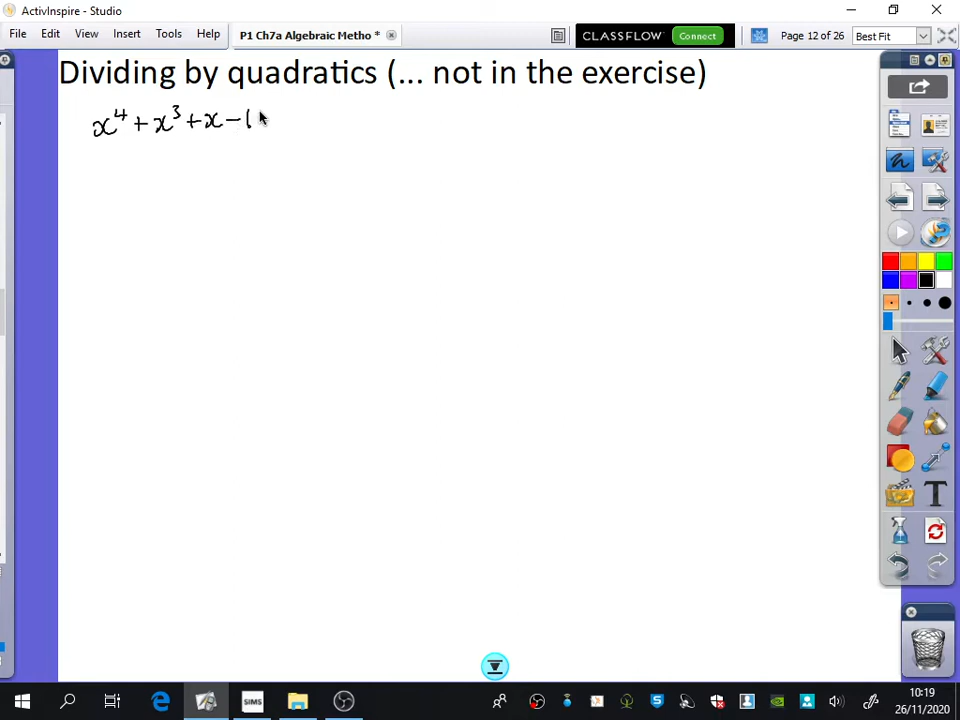 ActivInspire - Studio
File Edit View Insert Tools Help P1 Ch7a Algebraic Metho * CLASSFLOW Connect Page 12 of 26 Best Fit
Dividing by quadratics (... not in the exercise)
x⁴ + x³ + x - 1
T
SIMS
10:19
26/11/2020